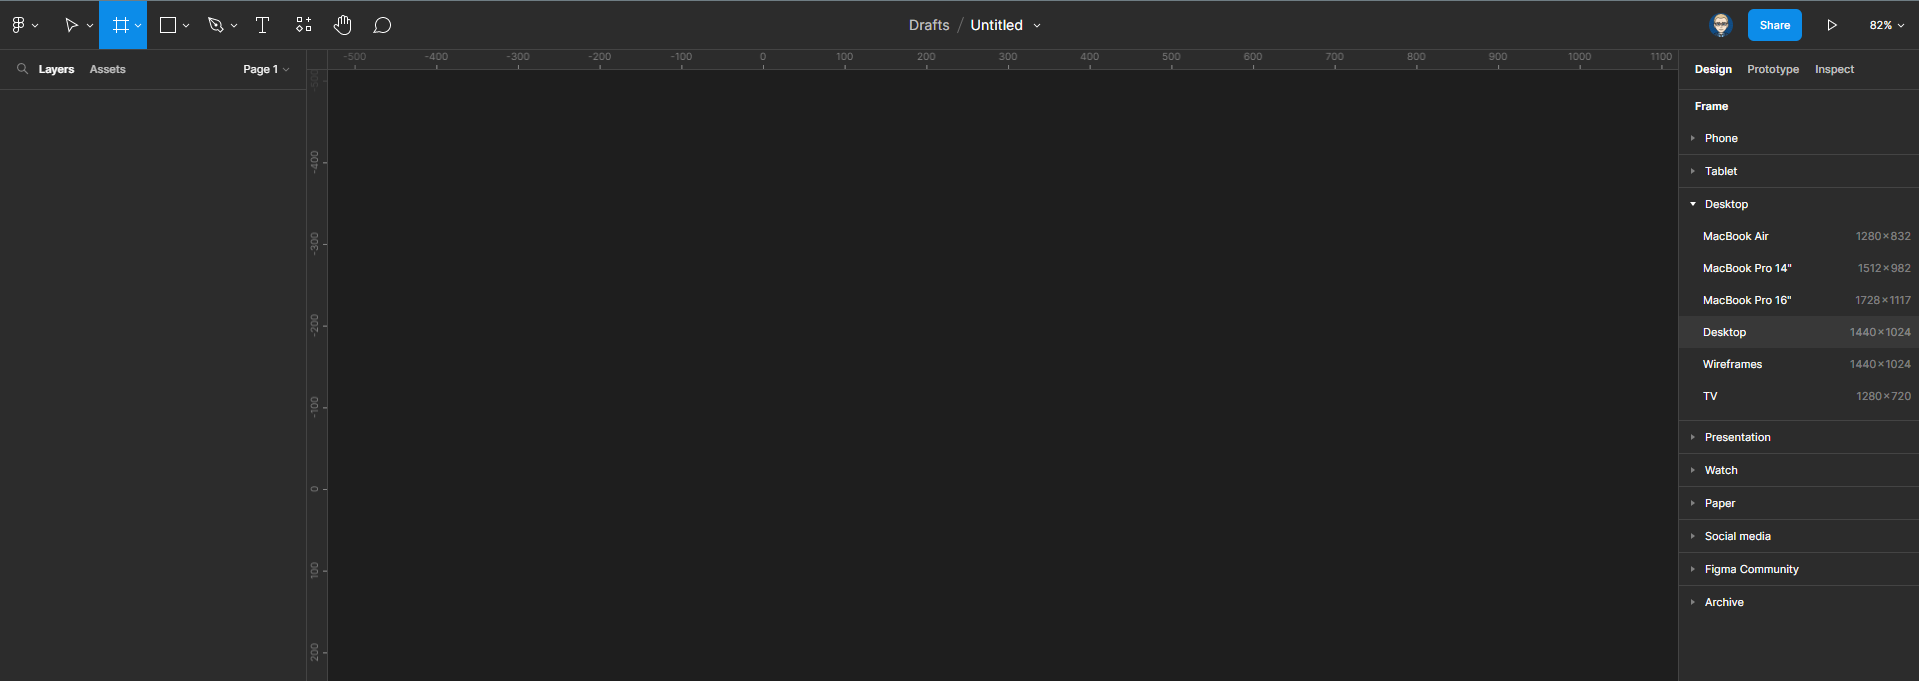 Drafts / Untitled
Share
82%
Layers Assets Page 1
-500 -400 -300 -200 -100 0 100 200 300 400 500 600 700 800 900 1000 1100
-500
-400
-300
-200
-100
0
100
200
Design Prototype Inspect
Frame
Phone
Tablet
Desktop
MacBook Air 1280×832
MacBook Pro 14" 1512×982
MacBook Pro 16" 1728×1117
Desktop 1440×1024
Wireframes 1440×1024
TV 1280×720
Presentation
Watch
Paper
Social media
Figma Community
Archive